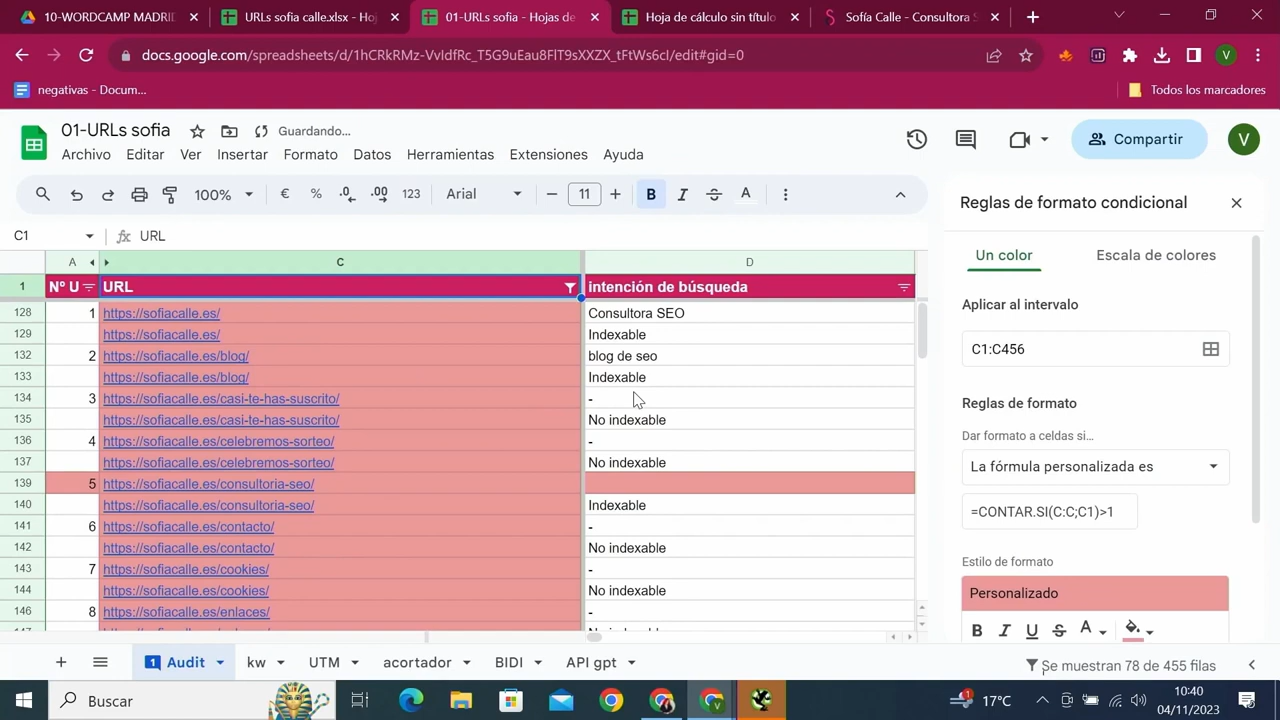 10-WORDCAMP MADRI
URLs sofia calle.xlsx - Ho
01-URLs sofia - Hojas de
Hoja de cálculo sin título
Sofía Calle - Consultora S
docs.google.com/spreadsheets/d/1hCRkRMz-VvIdfRc_T5G9uEau8FlT9sXXZX_tFtWs6cI/edit#gid=0
V
negativas - Docum...
Todos los marcadores
01-URLs sofia
Guardando...
Archivo Editar Ver Insertar Formato Datos Herramientas Extensiones Ayuda
Compartir
V
100% € % .0 .00 123 Arial 11 B I S A
C1 fx URL
A C D
1 Nº U URL intención de búsqueda
128 1 https://sofiacalle.es/ Consultora SEO
129 https://sofiacalle.es/ Indexable
132 2 https://sofiacalle.es/blog/ blog de seo
133 https://sofiacalle.es/blog/ Indexable
134 3 https://sofiacalle.es/casi-te-has-suscrito/ -
135 https://sofiacalle.es/casi-te-has-suscrito/ No indexable
136 4 https://sofiacalle.es/celebremos-sorteo/ -
137 https://sofiacalle.es/celebremos-sorteo/ No indexable
139 5 https://sofiacalle.es/consultoria-seo/
140 https://sofiacalle.es/consultoria-seo/ Indexable
141 6 https://sofiacalle.es/contacto/ -
142 https://sofiacalle.es/contacto/ No indexable
143 7 https://sofiacalle.es/cookies/ -
144 https://sofiacalle.es/cookies/ No indexable
146 8 https://sofiacalle.es/enlaces/ -
Reglas de formato condicional
Un color Escala de colores
Aplicar al intervalo
C1:C456
Reglas de formato
Dar formato a celdas si...
La fórmula personalizada es
=CONTAR.SI(C:C;C1)>1
Estilo de formato
Personalizado
B I U S A
1 Audit kw UTM acortador BIDI API gpt
Se muestran 78 de 455 filas
Buscar
1
17°C
10:40
04/11/2023